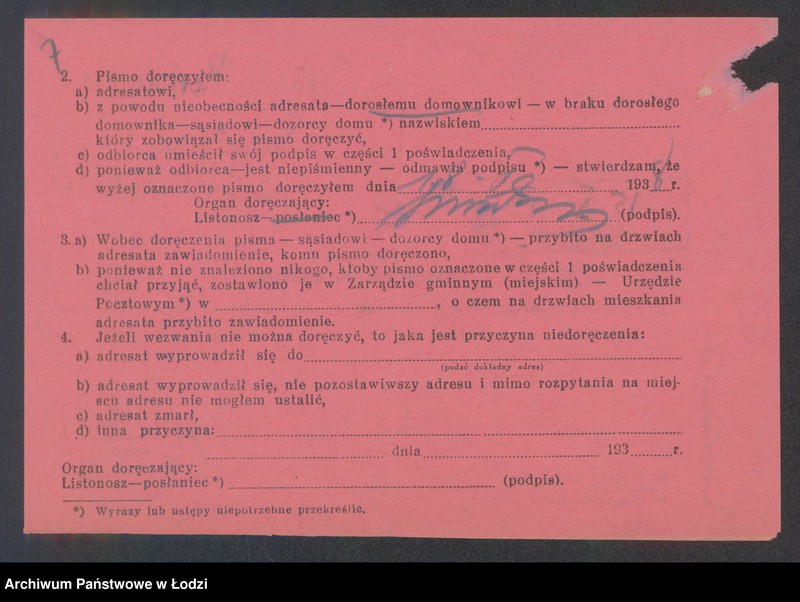 7
2. Pismo doręczyłem:
a) adresatowi,
b) z powodu nieobecności adresata—dorosłemu domownikowi — w braku dorosłego
domownika—sąsiadowi—dozorcy domu *) nazwiskiem
który zobowiązał się pismo doręczyć,
c) odbiorca umieścił swój podpis w części 1 poświadczenia,
d) ponieważ odbiorca—jest niepiśmienny — odmawia podpisu *) — stwierdzam, że
wyżej oznaczone pismo doręczyłem dnia 1938 r.
Organ doręczający:
Listonosz—posłaniec *) (podpis).
3. a) Wobec doręczenia pisma — sąsiadowi — dozorcy domu *) — przybito na drzwiach
adresata zawiadomienie, komu pismo doręczono,
b) ponieważ nie znaleziono nikogo, ktoby pismo oznaczone w części 1 poświadczenia
chciał przyjąć, zostawiono je w Zarządzie gminnym (miejskim) — Urzędzie
Pocztowym *) w , o czem na drzwiach mieszkania
adresata przybito zawiadomienie.
4. Jeżeli wezwania nie można doręczyć, to jaka jest przyczyna niedoręczenia:
a) adresat wyprowadził się do
(podać dokładny adres)
b) adresat wyprowadził się, nie pozostawiwszy adresu i mimo rozpytania na miej-
scu adresu nie mogłem ustalić,
c) adresat zmarł,
d) inna przyczyna:
dnia 193 r.
Organ doręczający:
Listonosz—posłaniec *) (podpis).
*) Wyrazy lub ustępy niepotrzebne przekreślić.
Archiwum Państwowe w Łodzi